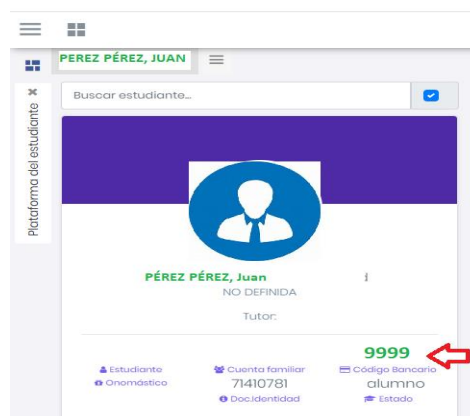 PEREZ PÉREZ, JUAN
Plataforma del estudiante
Buscar estudiante...
PÉREZ PÉREZ, Juan
NO DEFINIDA
Tutor:
9999
Estudiante Cuenta familiar Código Bancario
Onomástico 71410781 alumno
Doc.Identidad Estado